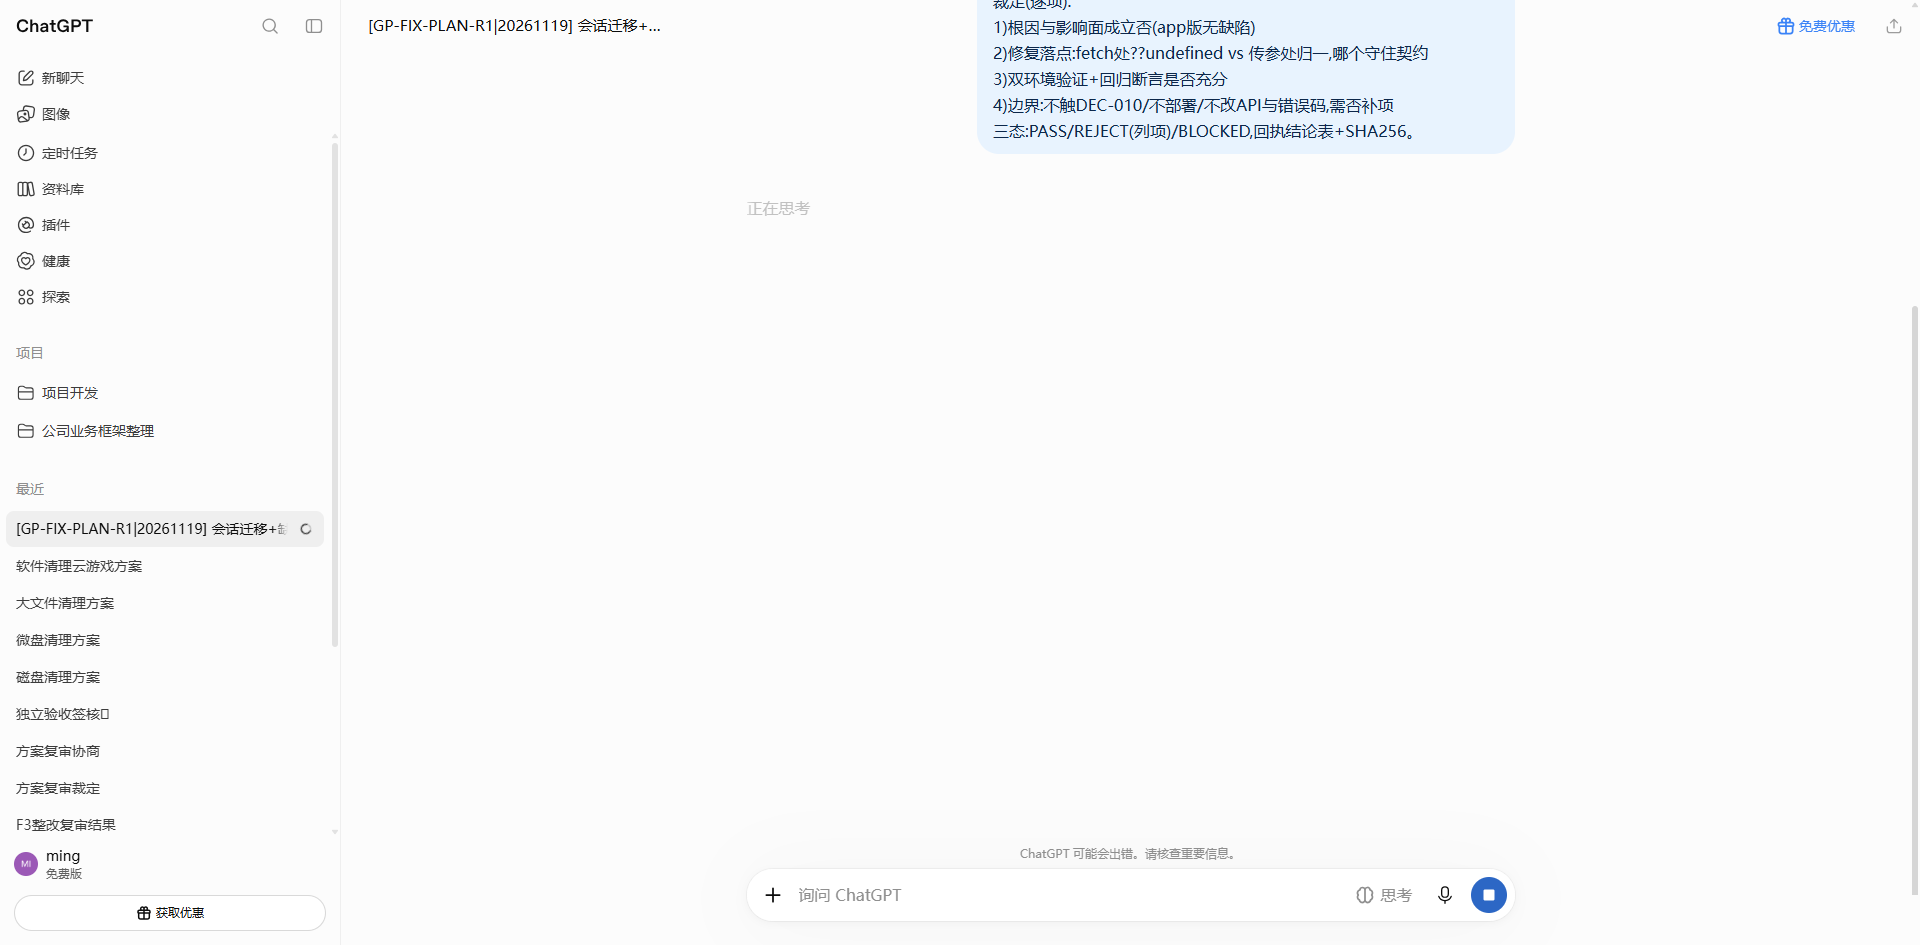 ChatGPT
新聊天
图像
定时任务
资料库
插件
健康
探索
项目
项目开发
公司业务框架整理
最近
[GP-FIX-PLAN-R1|20261119] 会话迁移+
软件清理云游戏方案
大文件清理方案
微盘清理方案
磁盘清理方案
独立验收签核
方案复审协商
方案复审裁定
F3整改复审结果
MI
ming
免费版
获取优惠
[GP-FIX-PLAN-R1|20261119] 会话迁移+...
免费优惠
裁定(逐项):
1)根因与影响面成立否(app版无缺陷)
2)修复落点:fetch处??undefined vs 传参处归一,哪个守住契约
3)双环境验证+回归断言是否充分
4)边界:不触DEC-010/不部署/不改API与错误码,需否补项
三态:PASS/REJECT(列项)/BLOCKED,回执结论表+SHA256。
正在思考
ChatGPT 可能会出错。请核查重要信息。
询问 ChatGPT
思考